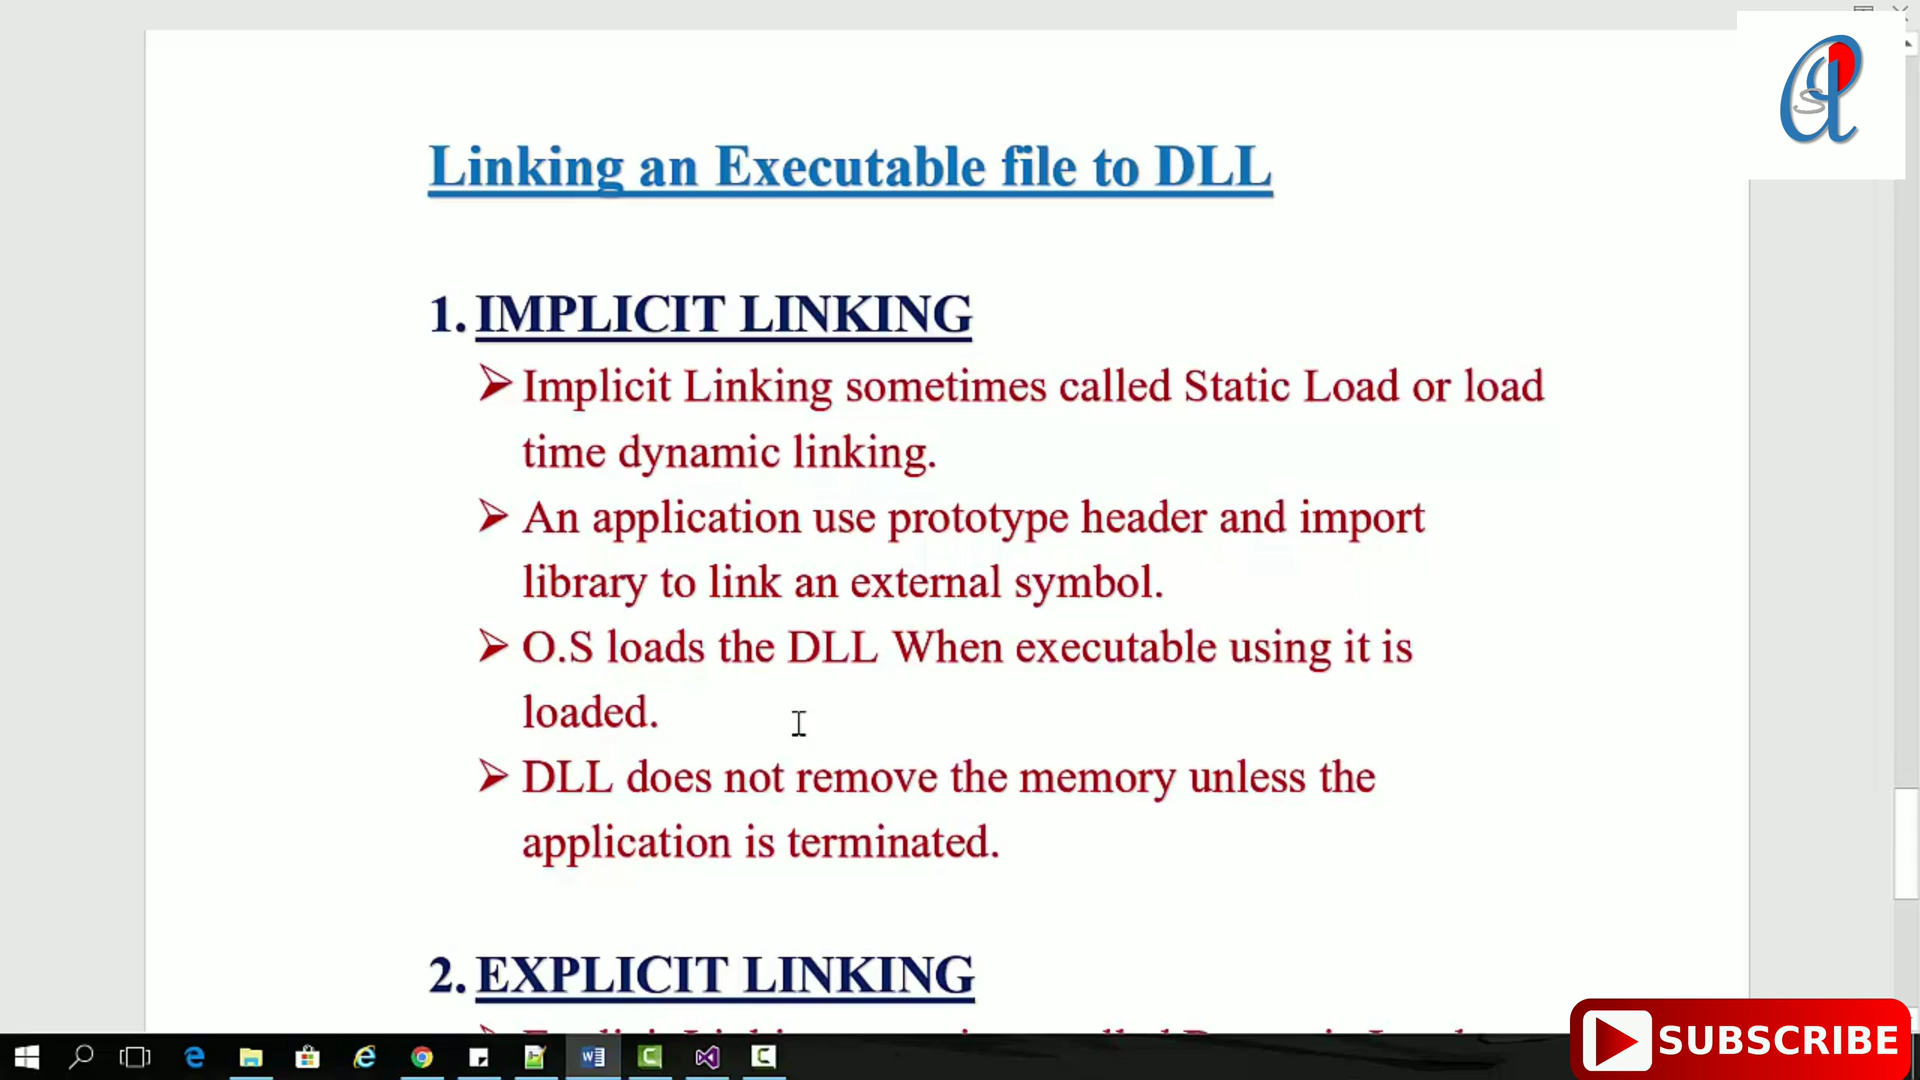 Linking an Executable file to DLL
1. IMPLICIT LINKING
Implicit Linking sometimes called Static Load or load
time dynamic linking.
An application use prototype header and import
library to link an external symbol.
O.S loads the DLL When executable using it is
loaded.
DLL does not remove the memory unless the
application is terminated.
2. EXPLICIT LINKING
SUBSCRIBE